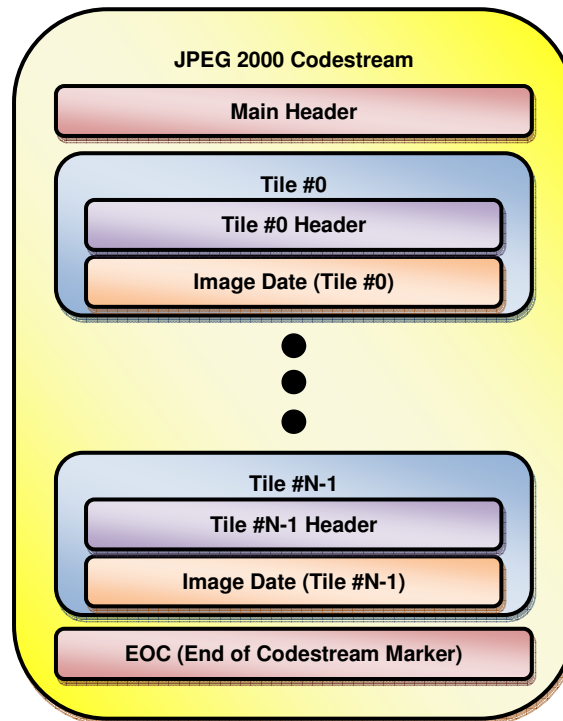 JPEG 2000 Codestream
Main Header
Tile #0
Tile #0 Header
Image Date (Tile #0)
Tile #N-1
Tile #N-1 Header
Image Date (Tile #N-1)
EOC (End of Codestream Marker)